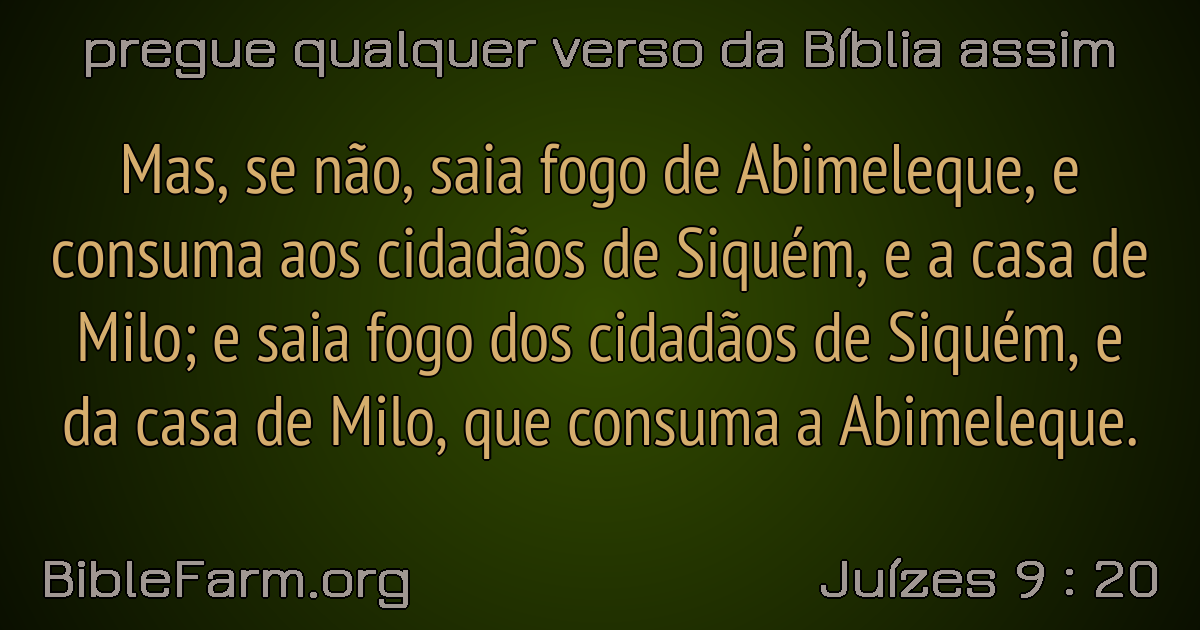 pregue qualquer verso da Bíblia assim
Mas, se não, saia fogo de Abimeleque, e
consuma aos cidadãos de Siquém, e a casa de
Milo; e saia fogo dos cidadãos de Siquém, e
da casa de Milo, que consuma a Abimeleque.
BibleFarm.org
Juízes 9 : 20